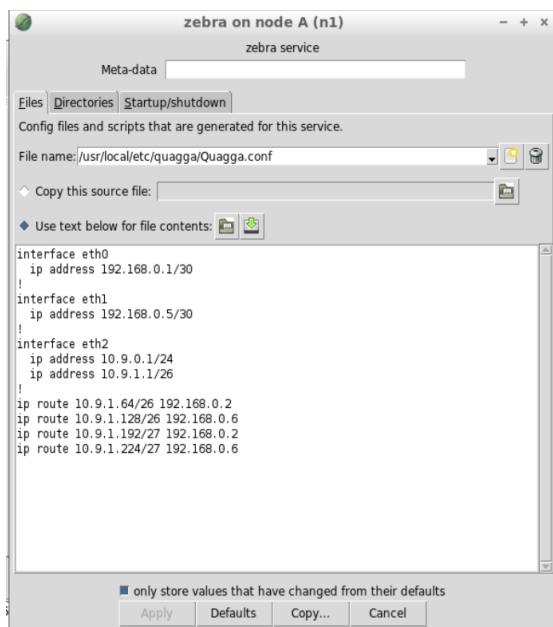 zebra on node A (n1)
zebra service
Meta-data
Files Directories Startup/shutdown
Config files and scripts that are generated for this service.
File name: /usr/local/etc/quagga/Quagga.conf
Copy this source file:
Use text below for file contents:
interface eth0
  ip address 192.168.0.1/30
!
interface eth1
  ip address 192.168.0.5/30
!
interface eth2
  ip address 10.9.0.1/24
  ip address 10.9.1.1/26
!
ip route 10.9.1.64/26 192.168.0.2
ip route 10.9.1.128/26 192.168.0.6
ip route 10.9.1.192/27 192.168.0.2
ip route 10.9.1.224/27 192.168.0.6
only store values that have changed from their defaults
Apply Defaults Copy... Cancel